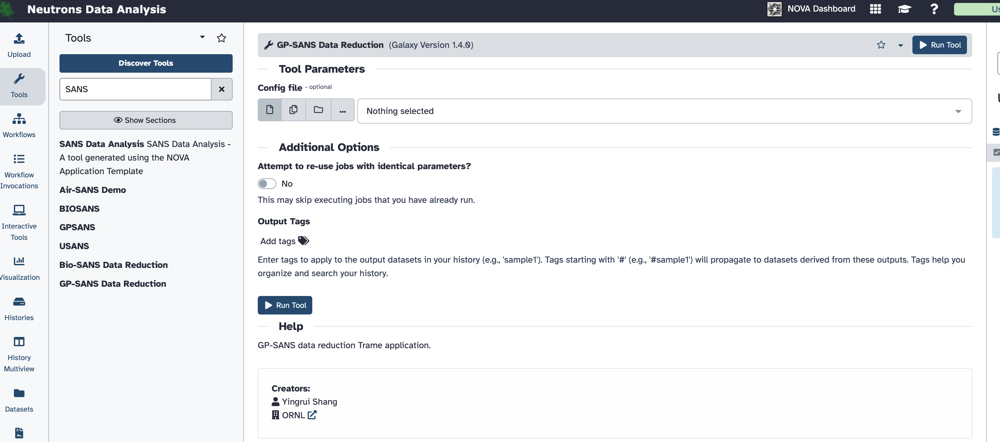 Neutrons Data Analysis
NOVA Dashboard
Upload
Tools
Workflows
Workflow
Invocations
Interactive
Tools
Visualization
Histories
History
Multiview
Datasets
Tools
Discover Tools
SANS
Show Sections
SANS Data Analysis SANS Data Analysis -
A tool generated using the NOVA
Application Template
Air-SANS Demo
BIOSANS
GPSANS
USANS
Bio-SANS Data Reduction
GP-SANS Data Reduction
GP-SANS Data Reduction (Galaxy Version 1.4.0)
Run Tool
Tool Parameters
Config file - optional
...
Nothing selected
Additional Options
Attempt to re-use jobs with identical parameters?
No
This may skip executing jobs that you have already run.
Output Tags
Add tags
Enter tags to apply to the output datasets in your history (e.g., 'sample1'). Tags starting with '#' (e.g., '#sample1') will propagate to datasets derived from these outputs. Tags help you
organize and search your history.
Run Tool
Help
GP-SANS data reduction Trame application.
Creators:
Yingrui Shang
ORNL